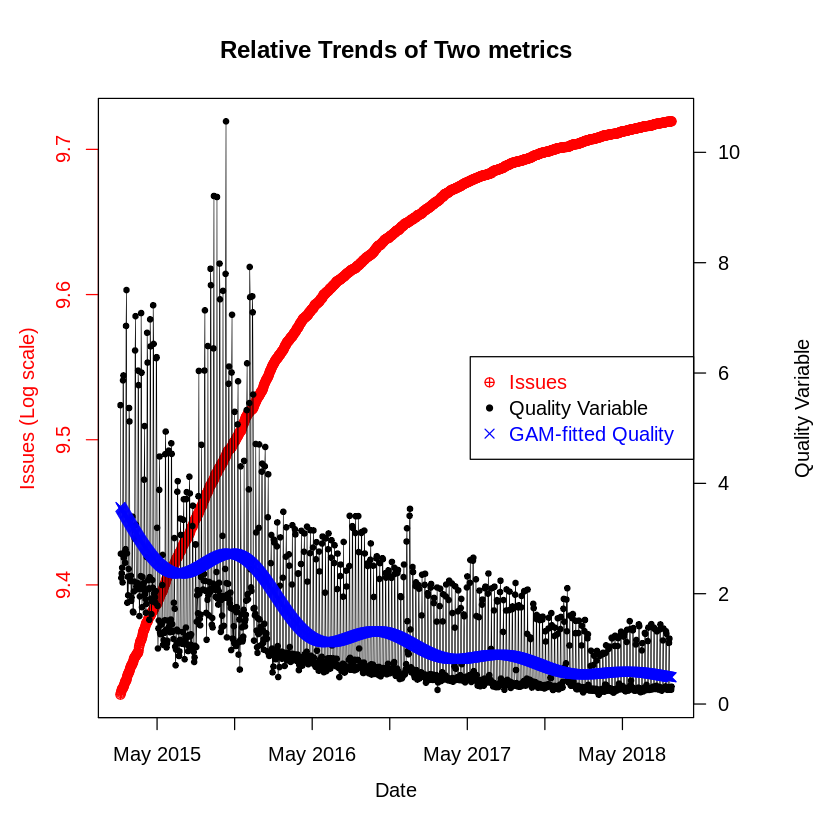 Relative Trends of Two metrics
Issues (Log scale)
9.7
9.6
9.5
9.4
10
8
6
4
2
0
Quality Variable
Issues
Quality Variable
GAM-fitted Quality
May 2015
May 2016
May 2017
May 2018
Date